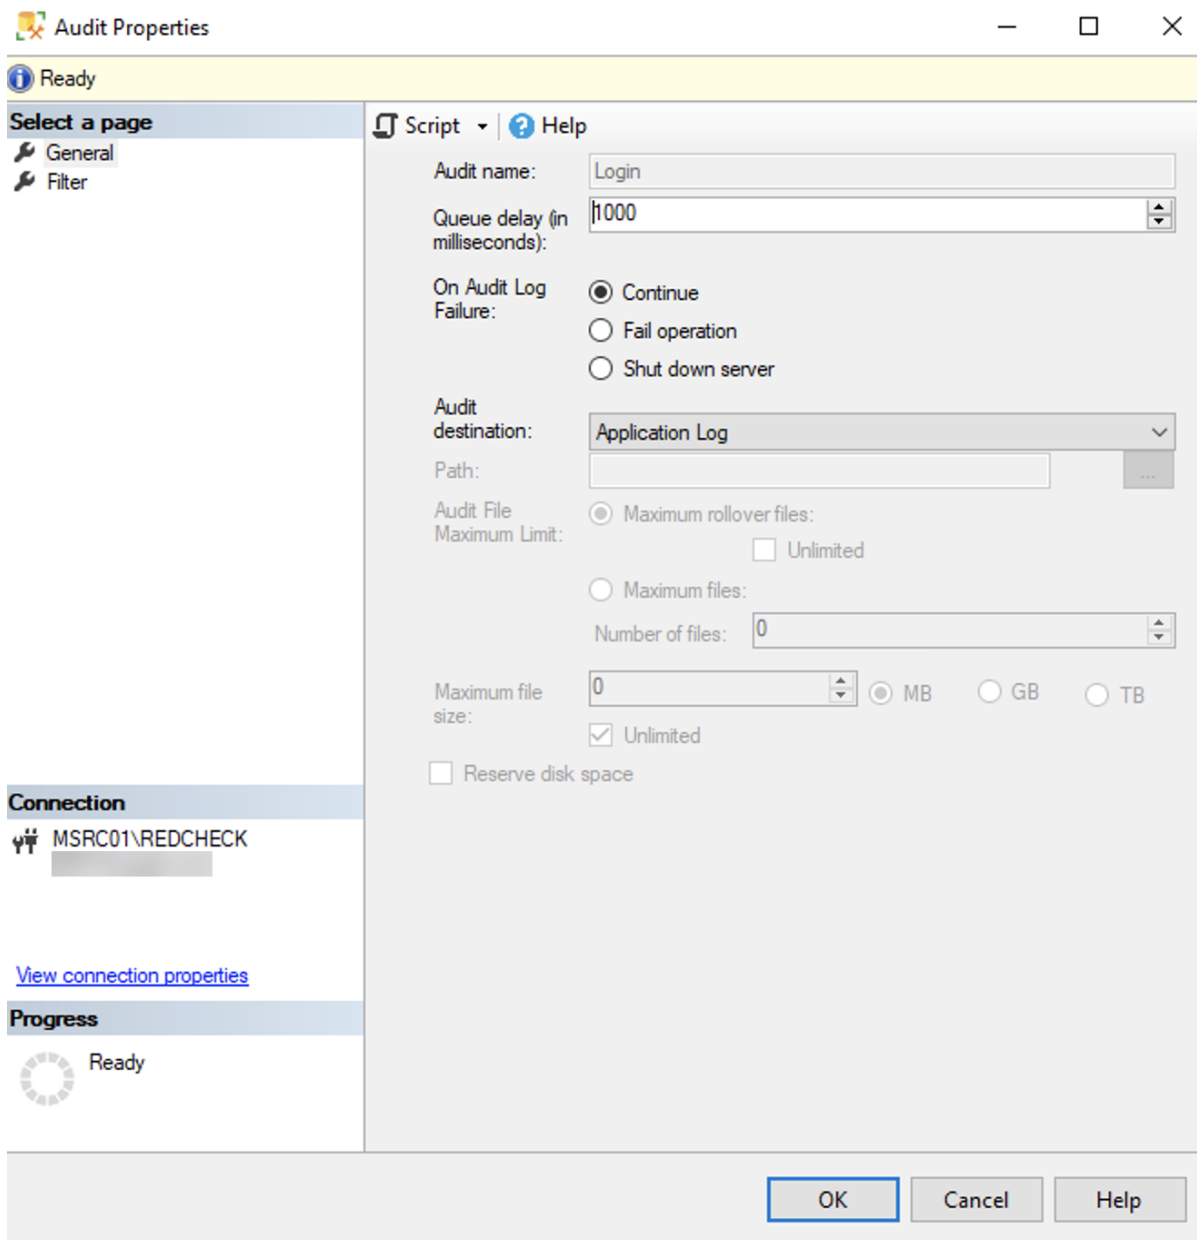 Audit Properties
Ready
Select a page
General
Filter
Script
Help
Audit name:
Login
Queue delay (in
milliseconds):
1000
On Audit Log
Failure:
Continue
Fail operation
Shut down server
Audit
destination:
Application Log
Path:
...
Audit File
Maximum Limit:
Maximum rollover files:
Unlimited
Maximum files:
Number of files:
0
Maximum file
size:
0
MB
GB
TB
Unlimited
Reserve disk space
Connection
MSRC01\REDCHECK
View connection properties
Progress
Ready
OK
Cancel
Help